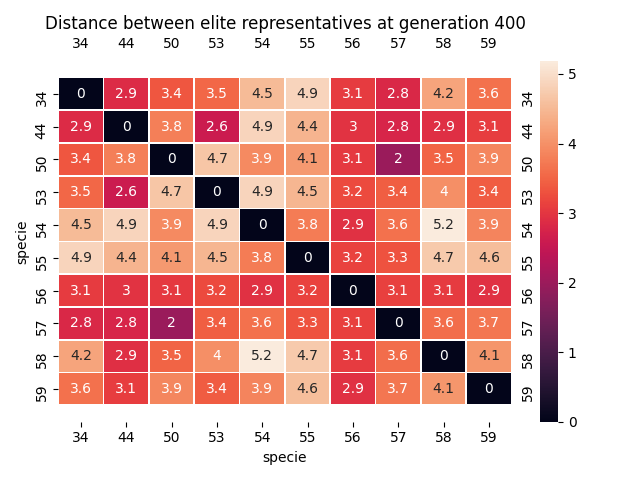 Distance between elite representatives at generation 400
34 44 50 53 54 55 56 57 58 59
34 0 2.9 3.4 3.5 4.5 4.9 3.1 2.8 4.2 3.6 34
44 2.9 0 3.8 2.6 4.9 4.4 3 2.8 2.9 3.1 44
50 3.4 3.8 0 4.7 3.9 4.1 3.1 2 3.5 3.9 50
53 3.5 2.6 4.7 0 4.9 4.5 3.2 3.4 4 3.4 53
54 4.5 4.9 3.9 4.9 0 3.8 2.9 3.6 5.2 3.9 54
55 4.9 4.4 4.1 4.5 3.8 0 3.2 3.3 4.7 4.6 55
56 3.1 3 3.1 3.2 2.9 3.2 0 3.1 3.1 2.9 56
57 2.8 2.8 2 3.4 3.6 3.3 3.1 0 3.6 3.7 57
58 4.2 2.9 3.5 4 5.2 4.7 3.1 3.6 0 4.1 58
59 3.6 3.1 3.9 3.4 3.9 4.6 2.9 3.7 4.1 0 59
34 44 50 53 54 55 56 57 58 59
specie
specie
5
4
3
2
1
0